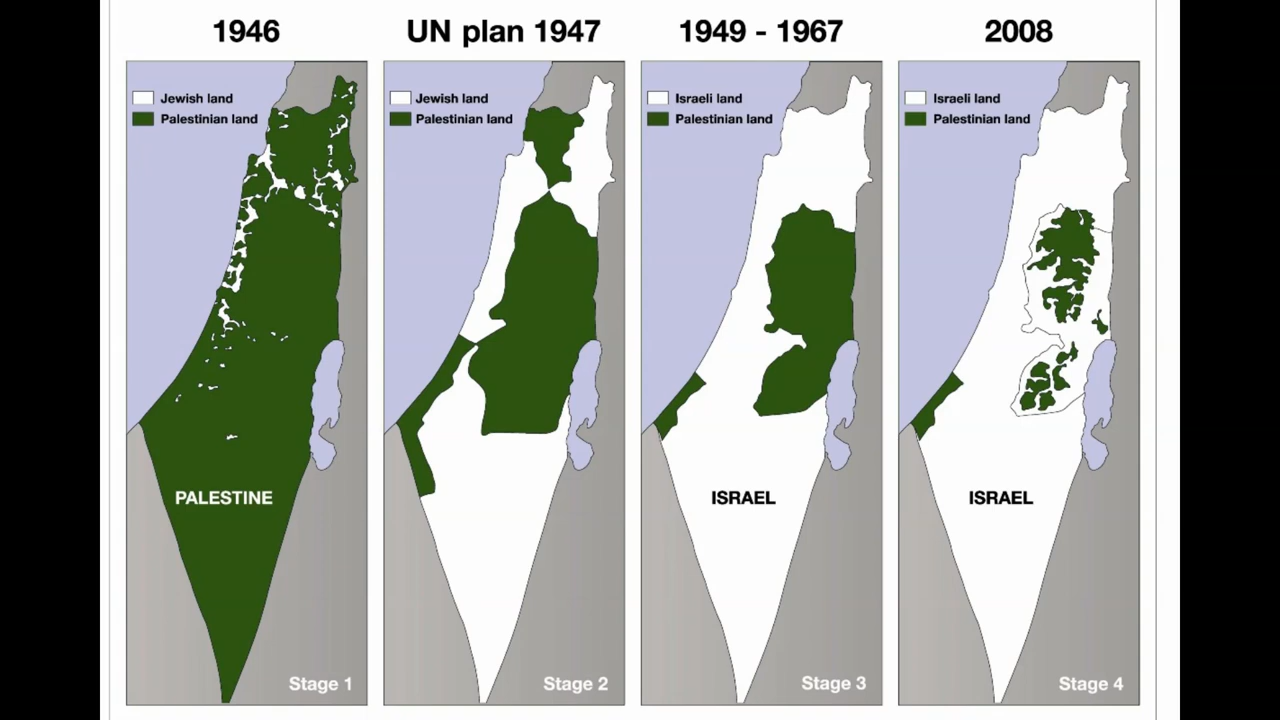 1946
UN plan 1947
1949 - 1967
2008
Jewish land
Palestinian land
Jewish land
Palestinian land
Israeli land
Palestinian land
Israeli land
Palestinian land
PALESTINE
ISRAEL
ISRAEL
Stage 1
Stage 2
Stage 3
Stage 4